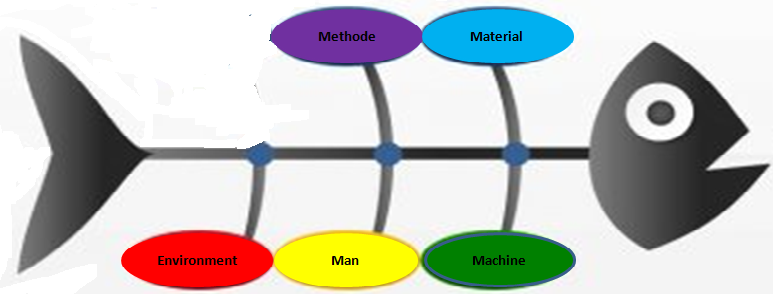 Methode
Material
Environment
Man
Machine